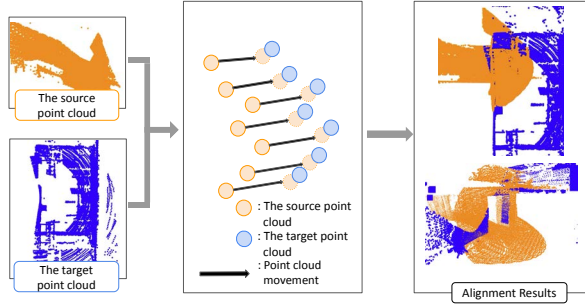 The source
point cloud
The target
point cloud
: The source point
cloud
: The target point
cloud
: Point cloud
movement
Alignment Results